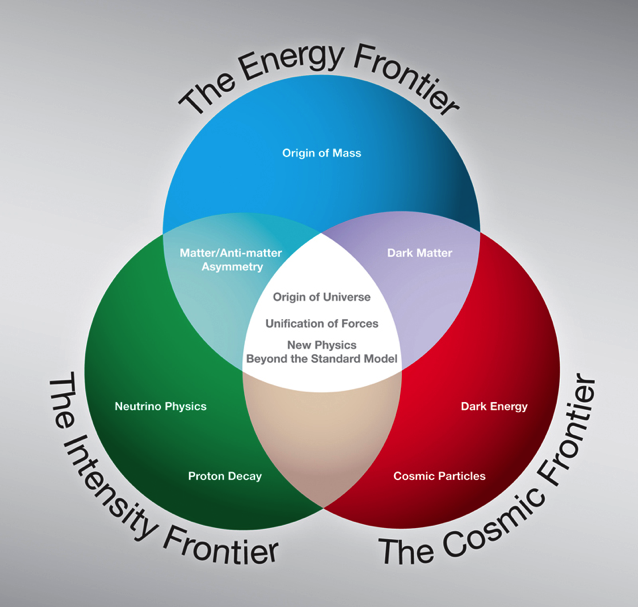 The Energy Frontier
Origin of Mass
Matter/Anti-matter
Asymmetry
Dark Matter
Origin of Universe
Unification of Forces
New Physics
Beyond the Standard Model
Neutrino Physics
Dark Energy
Proton Decay
Cosmic Particles
The Intensity Frontier
The Cosmic Frontier